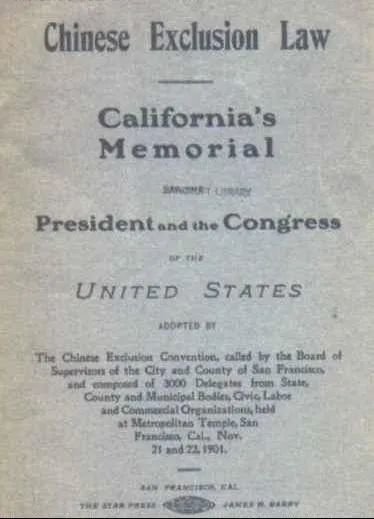 Chinese Exclusion Law
California's
Memorial
BANCROFT LIBRARY
President and the Congress
OF THE
UNITED STATES
ADOPTED BY
The Chinese Exclusion Convention, called by the Board of
Supervisors of the City and County of San Francisco,
and composed of 3000 Delegates from State,
County and Municipal Bodies, Civic, Labor
and Commercial Organizations, held
at Metropolitan Temple, San
Francisco, Cal., Nov.
21 and 22, 1901.
SAN FRANCISCO, CAL.
THE STAR PRESS JAMES H. BARRY